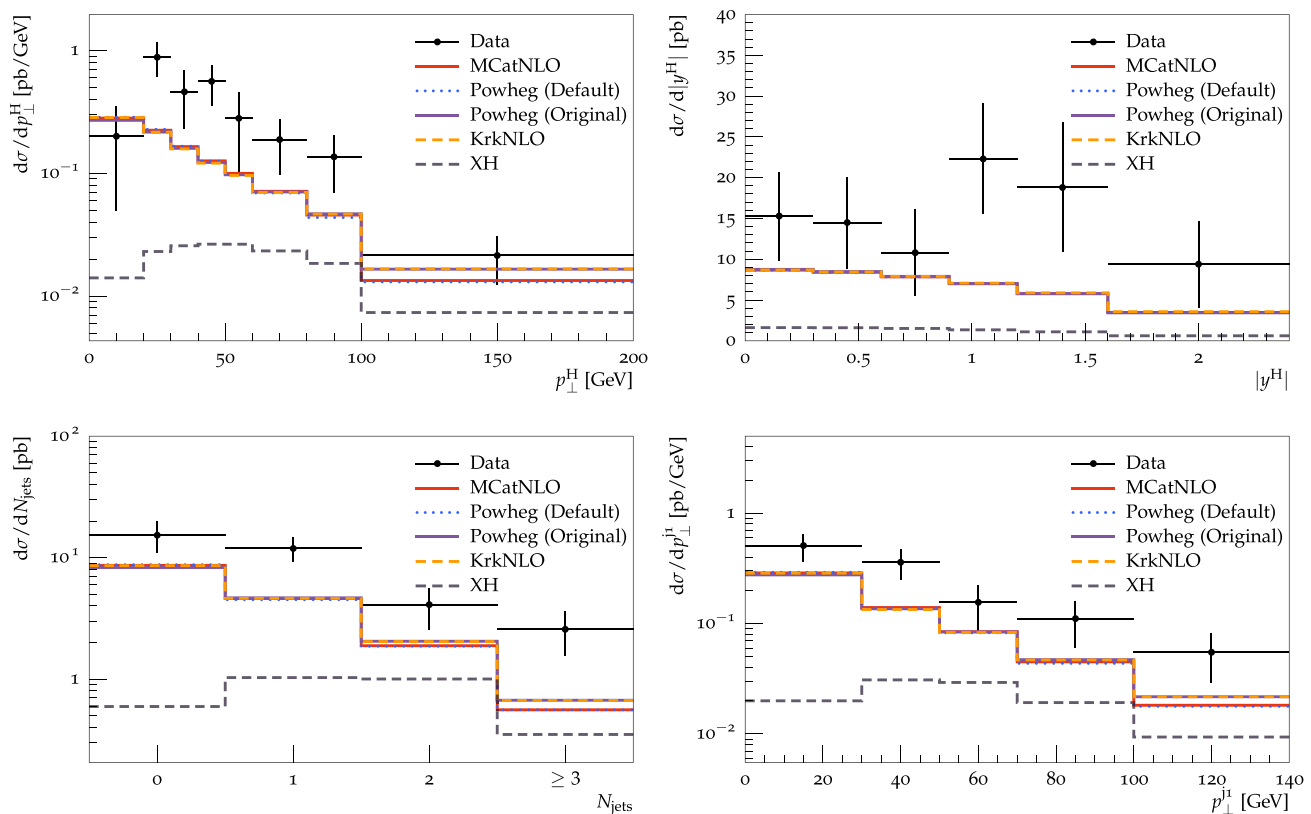 dσ/dp⊥ᴴ [pb/GeV]
1
10⁻¹
10⁻²
Data
MCatNLO
Powheg (Default)
Powheg (Original)
KrkNLO
XH
0 50 100 150 200
p⊥ᴴ [GeV]
dσ/d|yᴴ| [pb]
40
35
30
25
20
15
10
5
0
Data
MCatNLO
Powheg (Default)
Powheg (Original)
KrkNLO
XH
0 0.5 1 1.5 2
|yᴴ|
dσ/dN_jets [pb]
10²
10¹
1
Data
MCatNLO
Powheg (Default)
Powheg (Original)
KrkNLO
XH
0 1 2 ≥ 3
N_jets
dσ/dp⊥ʲ¹ [pb/GeV]
1
10⁻¹
10⁻²
Data
MCatNLO
Powheg (Default)
Powheg (Original)
KrkNLO
XH
0 20 40 60 80 100 120 140
p⊥ʲ¹ [GeV]